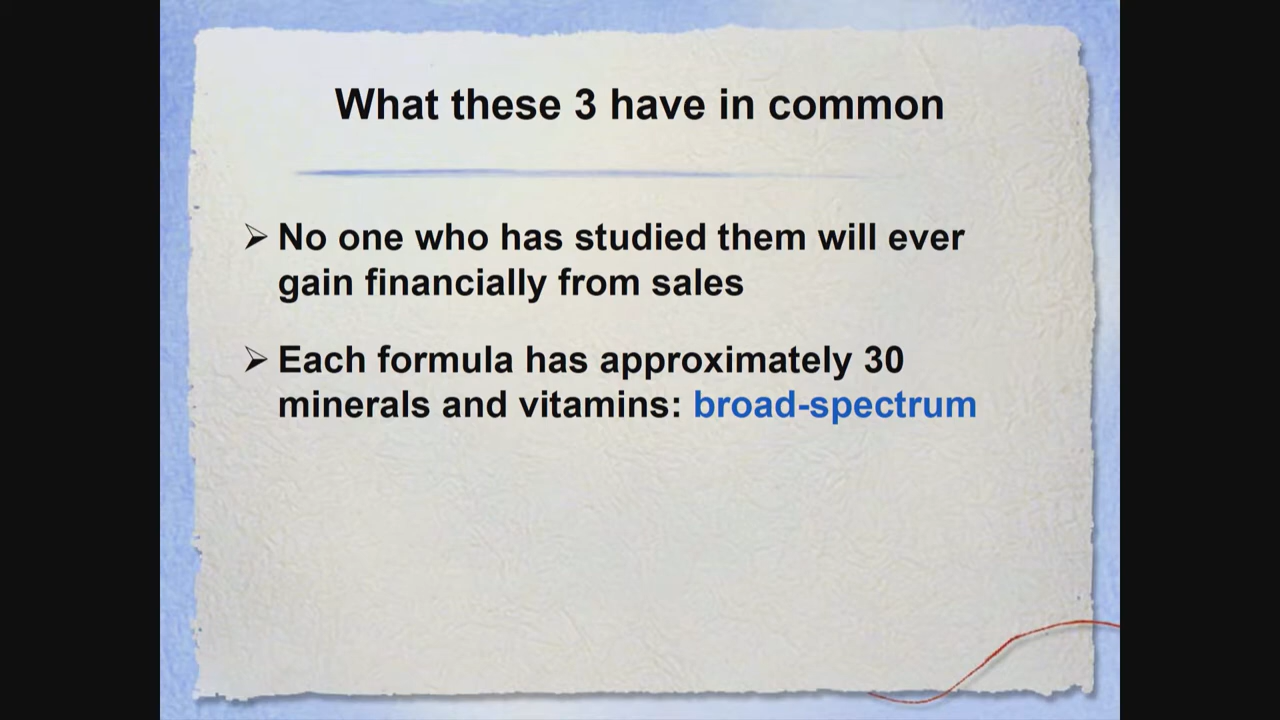 What these 3 have in common
➢ No one who has studied them will ever
gain financially from sales
➢ Each formula has approximately 30
minerals and vitamins: broad-spectrum